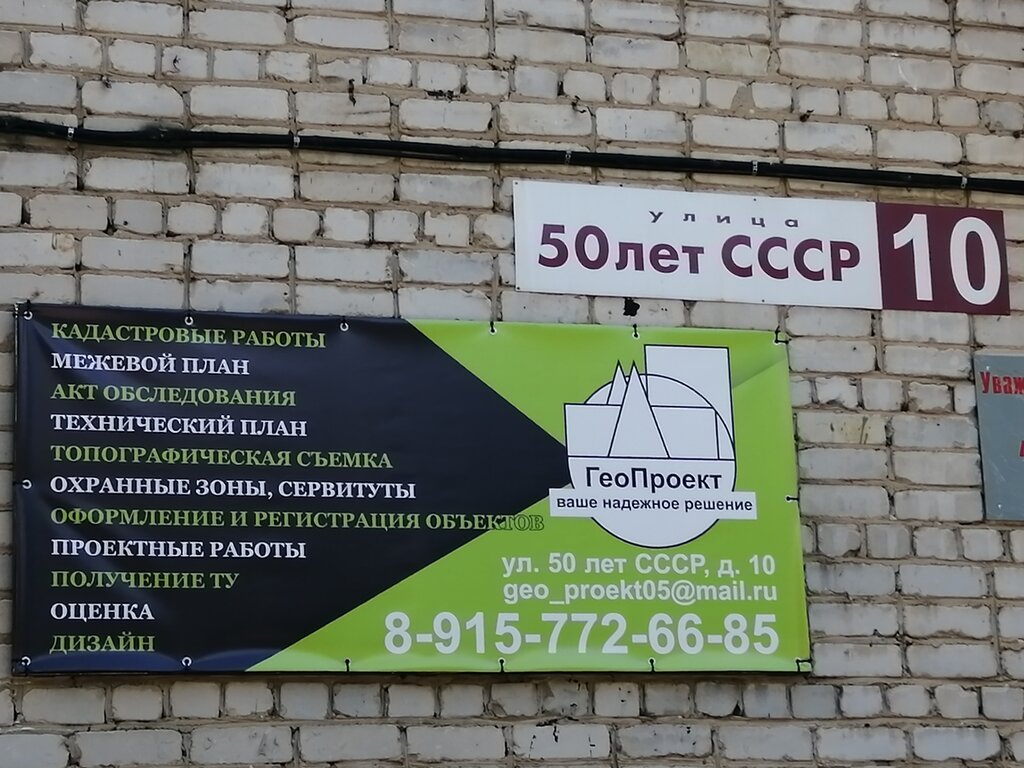 улица
50 лет СССР 10
КАДАСТРОВЫЕ РАБОТЫ
МЕЖЕВОЙ ПЛАН
АКТ ОБСЛЕДОВАНИЯ
ТЕХНИЧЕСКИЙ ПЛАН
ТОПОГРАФИЧЕСКАЯ СЪЕМКА
ОХРАННЫЕ ЗОНЫ, СЕРВИТУТЫ
ОФОРМЛЕНИЕ И РЕГИСТРАЦИЯ ОБЪЕКТОВ
ПРОЕКТНЫЕ РАБОТЫ
ПОЛУЧЕНИЕ ТУ
ОЦЕНКА
ДИЗАЙН
ГеоПроект
ваше надежное решение
ул. 50 лет СССР, д. 10
geo_proekt05@mail.ru
8-915-772-66-85